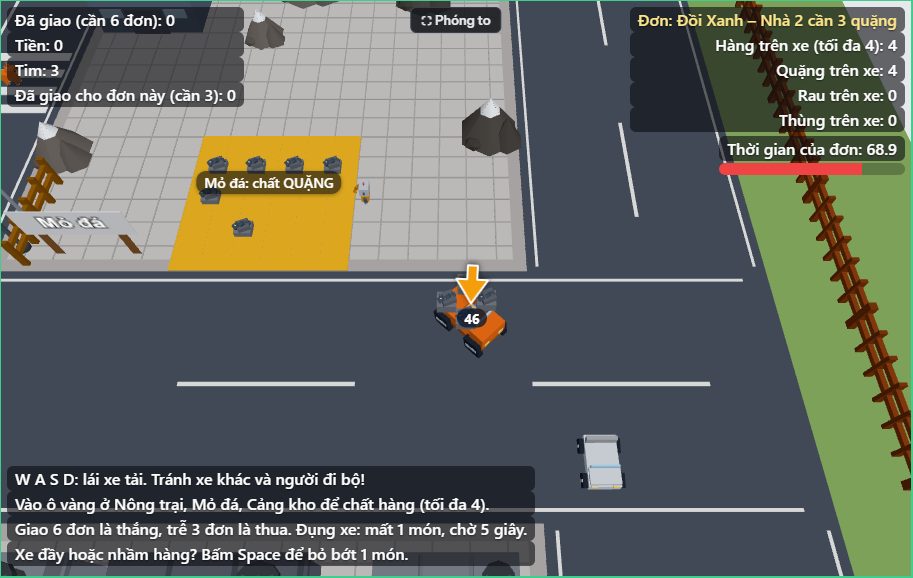 Đã giao (cần 6 đơn): 0
Tiền: 0
Tim: 3
Đã giao cho đơn này (cần 3): 0
Phóng to
Đơn: Đồi Xanh – Nhà 2 cần 3 quặng
Hàng trên xe (tối đa 4): 4
Quặng trên xe: 4
Rau trên xe: 0
Thùng trên xe: 0
Thời gian của đơn: 68.9
Mỏ đá: chất QUẶNG
Mỏ đá
46
W A S D: lái xe tải. Tránh xe khác và người đi bộ!
Vào ô vàng ở Nông trại, Mỏ đá, Cảng kho để chất hàng (tối đa 4).
Giao 6 đơn là thắng, trễ 3 đơn là thua. Đụng xe: mất 1 món, chờ 5 giây.
Xe đầy hoặc nhầm hàng? Bấm Space để bỏ bớt 1 món.